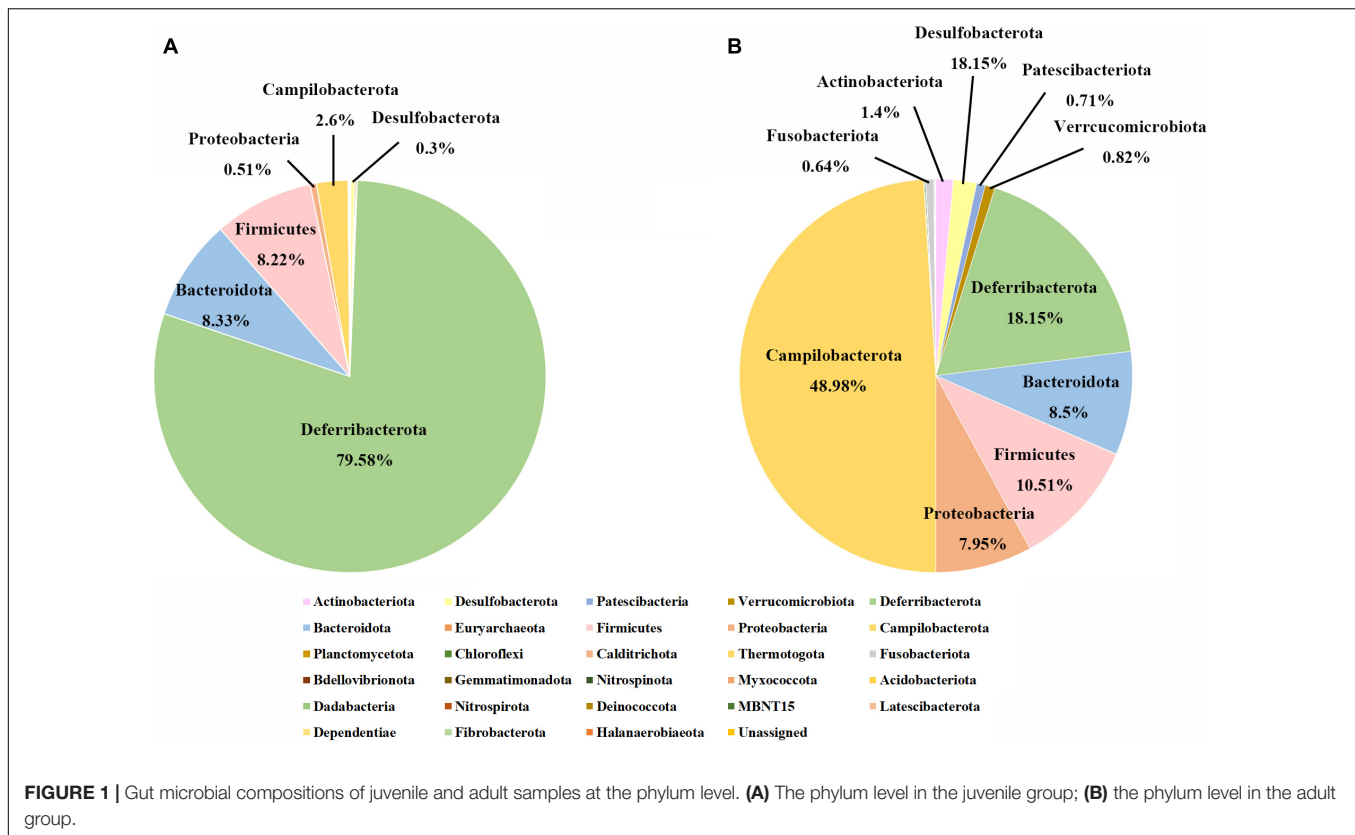 A
Campilobacterota
2.6%
Desulfobacterota
0.3%
Proteobacteria
0.51%
Firmicutes
8.22%
Bacteroidota
8.33%
Deferribacterota
79.58%
B
Desulfobacterota
18.15%
Actinobacteriota
1.4%
Patescibacteriota
0.71%
Fusobacteriota
0.64%
Verrcucomicrobiota
0.82%
Deferribacterota
18.15%
Campilobacterota
48.98%
Bacteroidota
8.5%
Firmicutes
10.51%
Proteobacteria
7.95%
Actinobacteriota Desulfobacterota Patescibacteria Verrucomicrobiota Deferribacterota
Bacteroidota Euryarchaeota Firmicutes Proteobacteria Campilobacterota
Planctomycetota Chloroflexi Calditrichota Thermotogota Fusobacteriota
Bdellovibrionota Gemmatimonadota Nitrospinota Myxococcota Acidobacteriota
Dadabacteria Nitrospirota Deinococcota MBNT15 Latescibacterota
Dependentiae Fibrobacterota Halanaerobiaeota Unassigned
FIGURE 1 | Gut microbial compositions of juvenile and adult samples at the phylum level. (A) The phylum level in the juvenile group; (B) the phylum level in the adult
group.